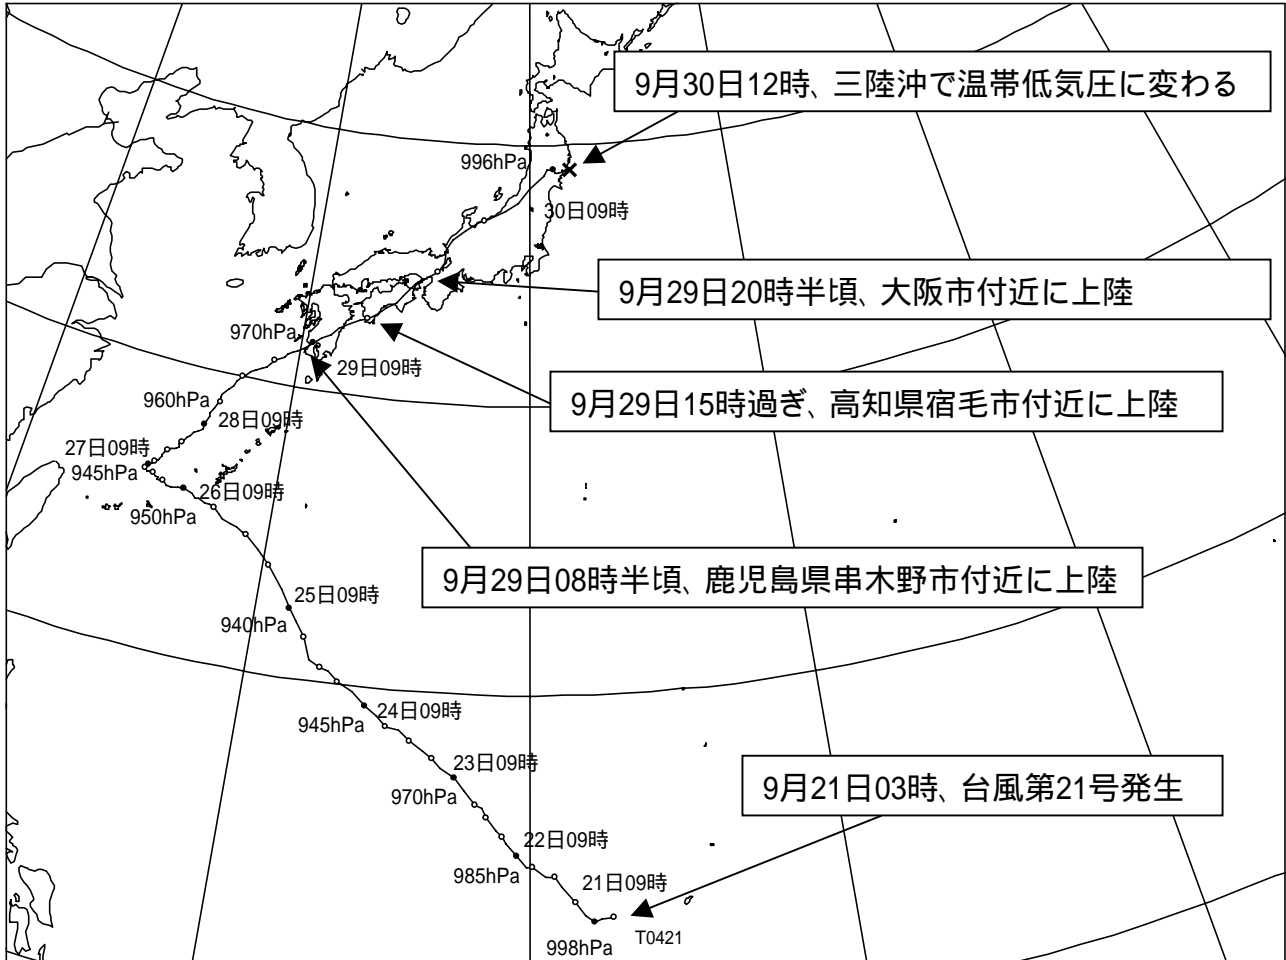 9月30日12時、三陸沖で温帯低気圧に変わる
996hPa
30日09時
9月29日20時半頃、大阪市付近に上陸
970hPa
29日09時
9月29日15時過ぎ、高知県宿毛市付近に上陸
960hPa
28日09時
27日09時
945hPa
26日09時
950hPa
9月29日08時半頃、鹿児島県串木野市付近に上陸
25日09時
940hPa
24日09時
945hPa
23日09時
970hPa
9月21日03時、台風第21号発生
22日09時
985hPa
21日09時
T0421
998hPa